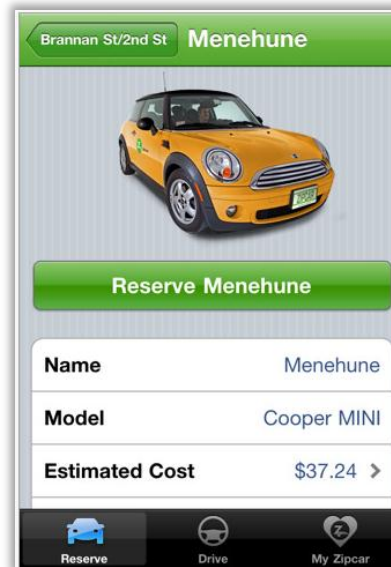 Brannan St/2nd St Menehune
ZIPCAR
Reserve Menehune
Name Menehune
Model Cooper MINI
Estimated Cost $37.24
Reserve Drive My Zipcar